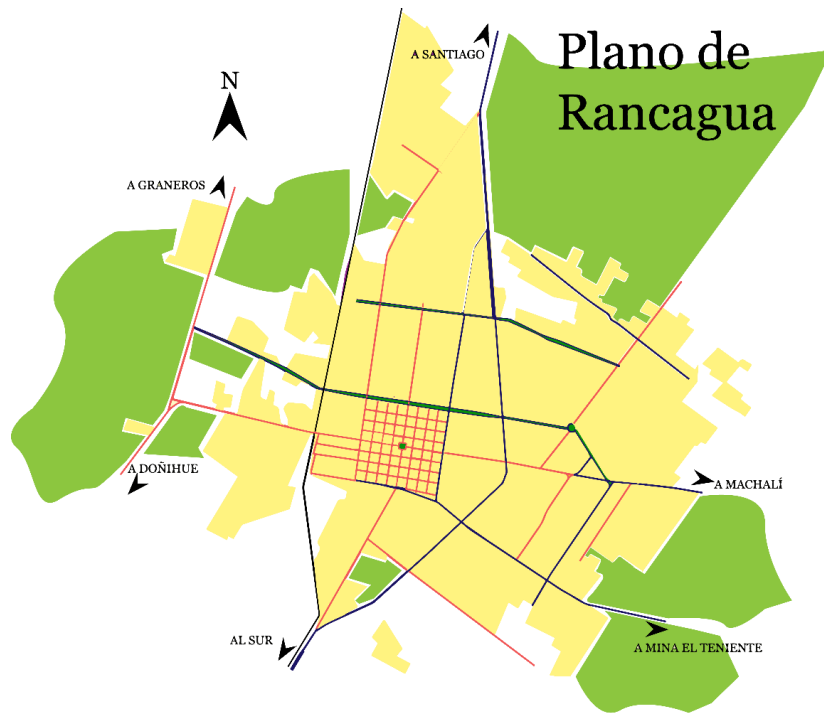 A SANTIAGO
Plano de
Rancagua
N
A GRANEROS
A DOÑIHUE
A MACHALÍ
AL SUR
A MINA EL TENIENTE